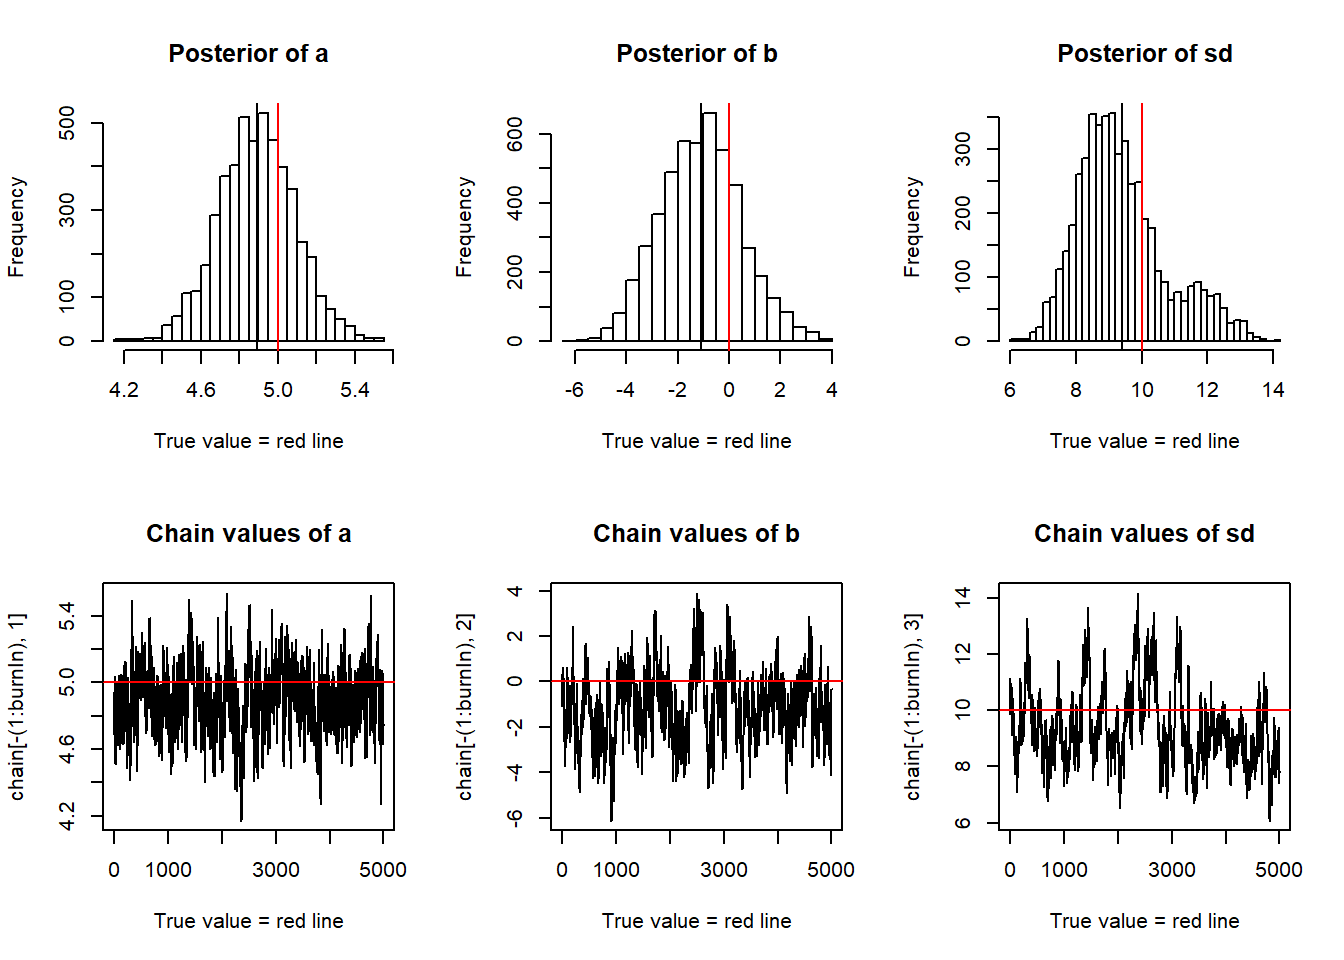 Posterior of a
Frequency
0 100 300 500
4.2 4.6 5.0 5.4
True value = red line
Posterior of b
Frequency
0 200 400 600
-6 -4 -2 0 2 4
True value = red line
Posterior of sd
Frequency
0 100 200 300
6 8 10 12 14
True value = red line
Chain values of a
chain[-(1:burnIn), 1]
4.2 4.6 5.0 5.4
0 1000 3000 5000
True value = red line
Chain values of b
chain[-(1:burnIn), 2]
-6 -4 -2 0 2 4
0 1000 3000 5000
True value = red line
Chain values of sd
chain[-(1:burnIn), 3]
6 8 10 12 14
0 1000 3000 5000
True value = red line